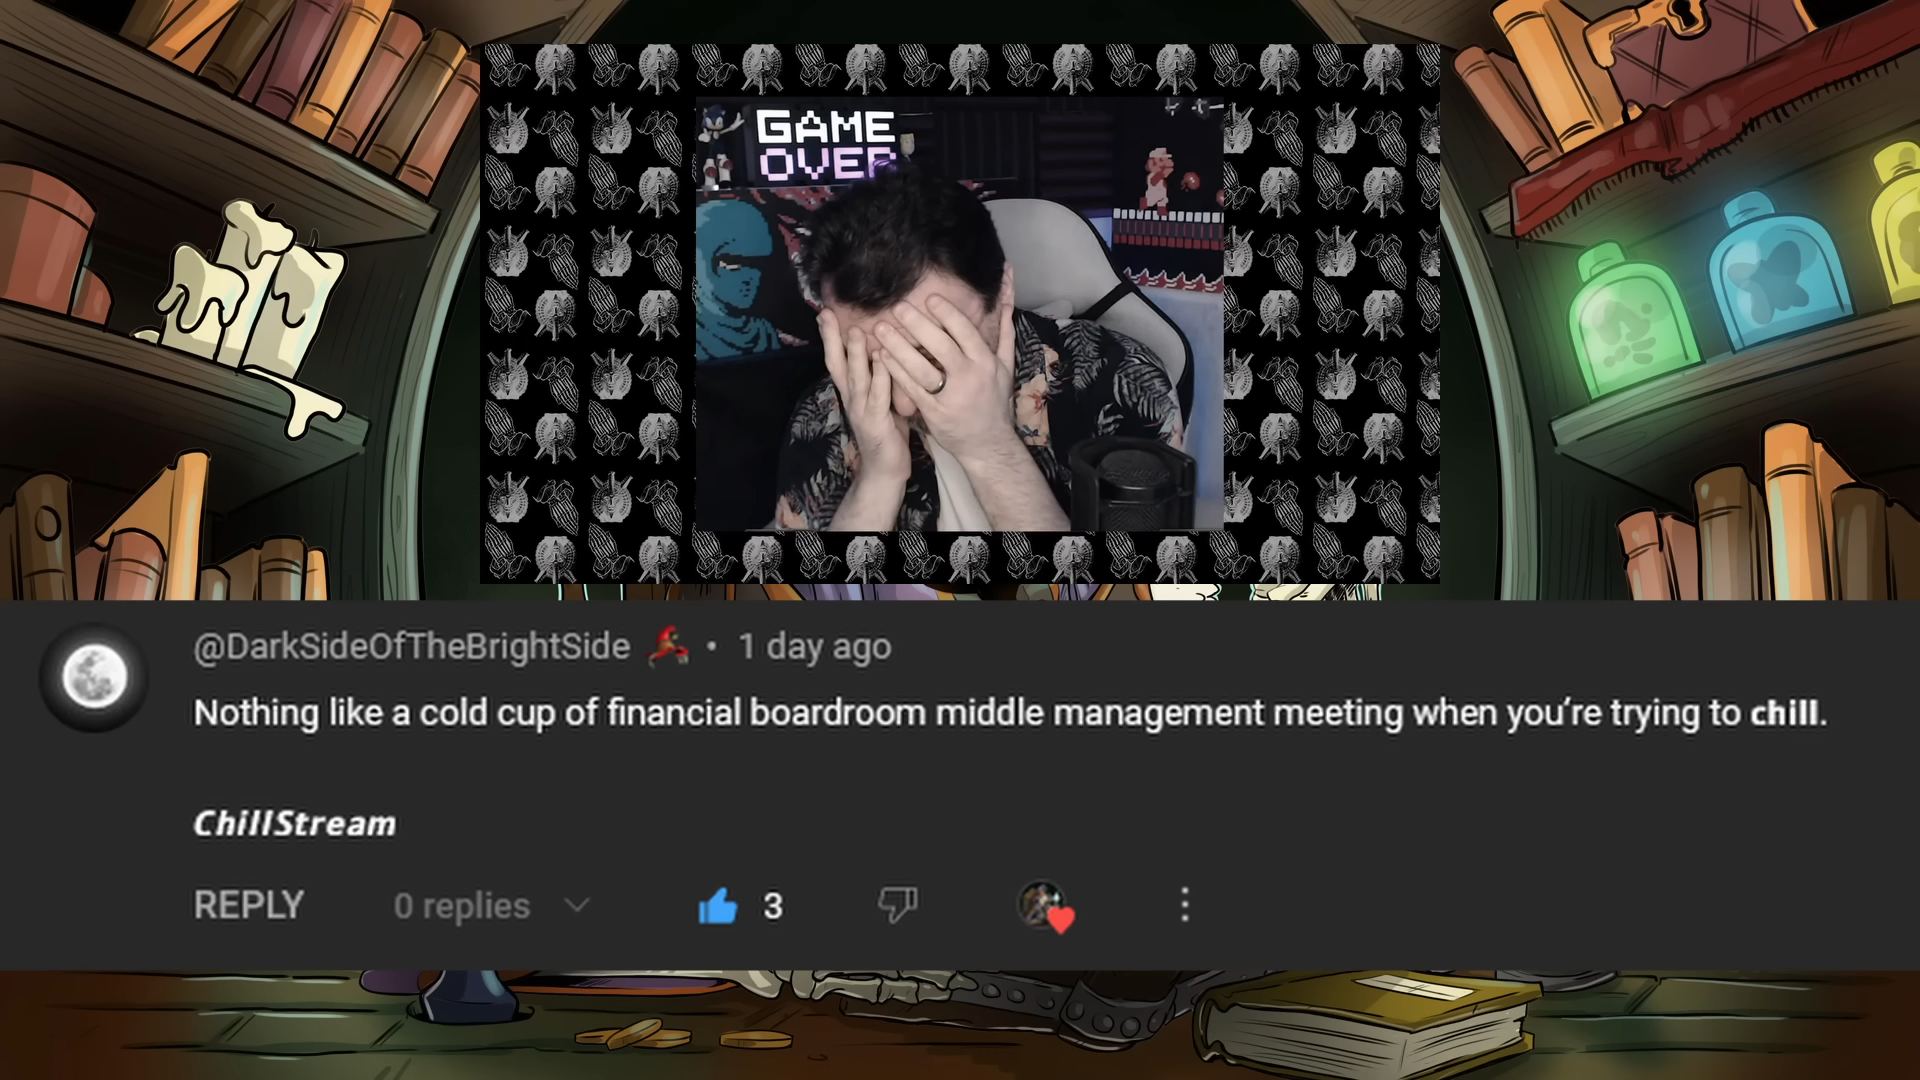 GAME
OVER
@DarkSideOfTheBrightSide • 1 day ago
Nothing like a cold cup of financial boardroom middle management meeting when you’re trying to chill.
ChillStream
REPLY 0 replies 3